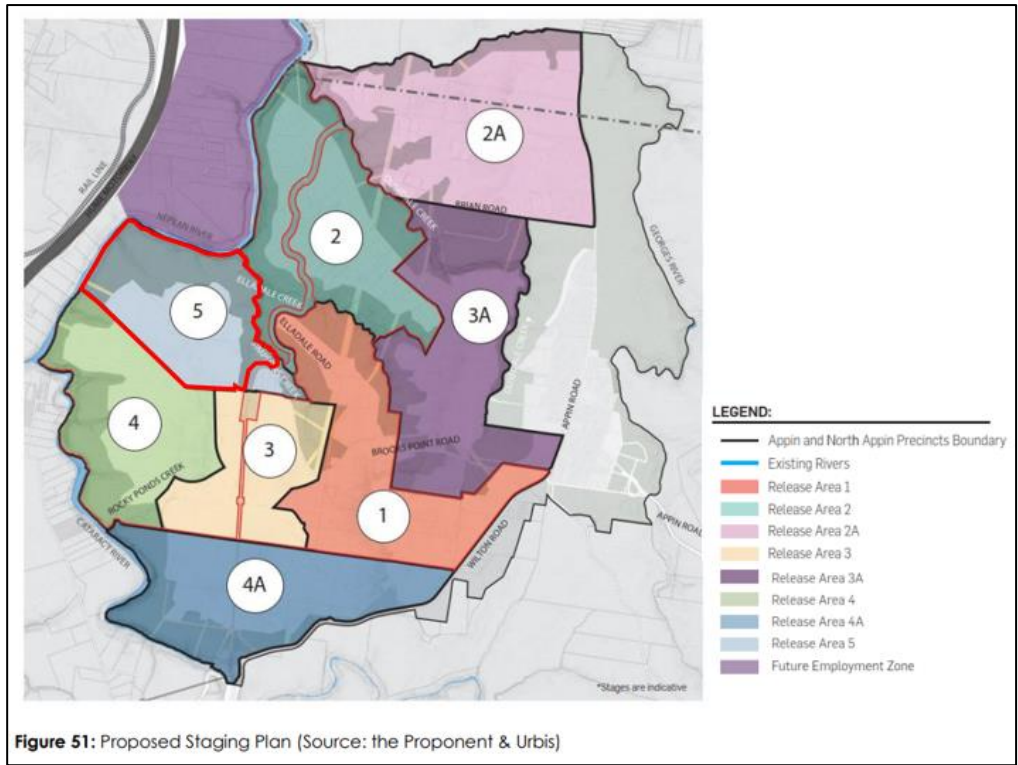 2A
BRIAN ROAD
RAIL LINE
NEPEAN RIVER
GEORGES RIVER
2
ELLADALE CREEK
5
3A
ELLADALE ROAD
APPIN ROAD
4
3
BROOKS POINT ROAD
ROCKY PONDS CREEK
1
APPIN ROAD
WILTON ROAD
CATARACT RIVER
4A
*Stages are indicative
LEGEND:
Appin and North Appin Precincts Boundary
Existing Rivers
Release Area 1
Release Area 2
Release Area 2A
Release Area 3
Release Area 3A
Release Area 4
Release Area 4A
Release Area 5
Future Employment Zone
Figure 51: Proposed Staging Plan (Source: the Proponent & Urbis)